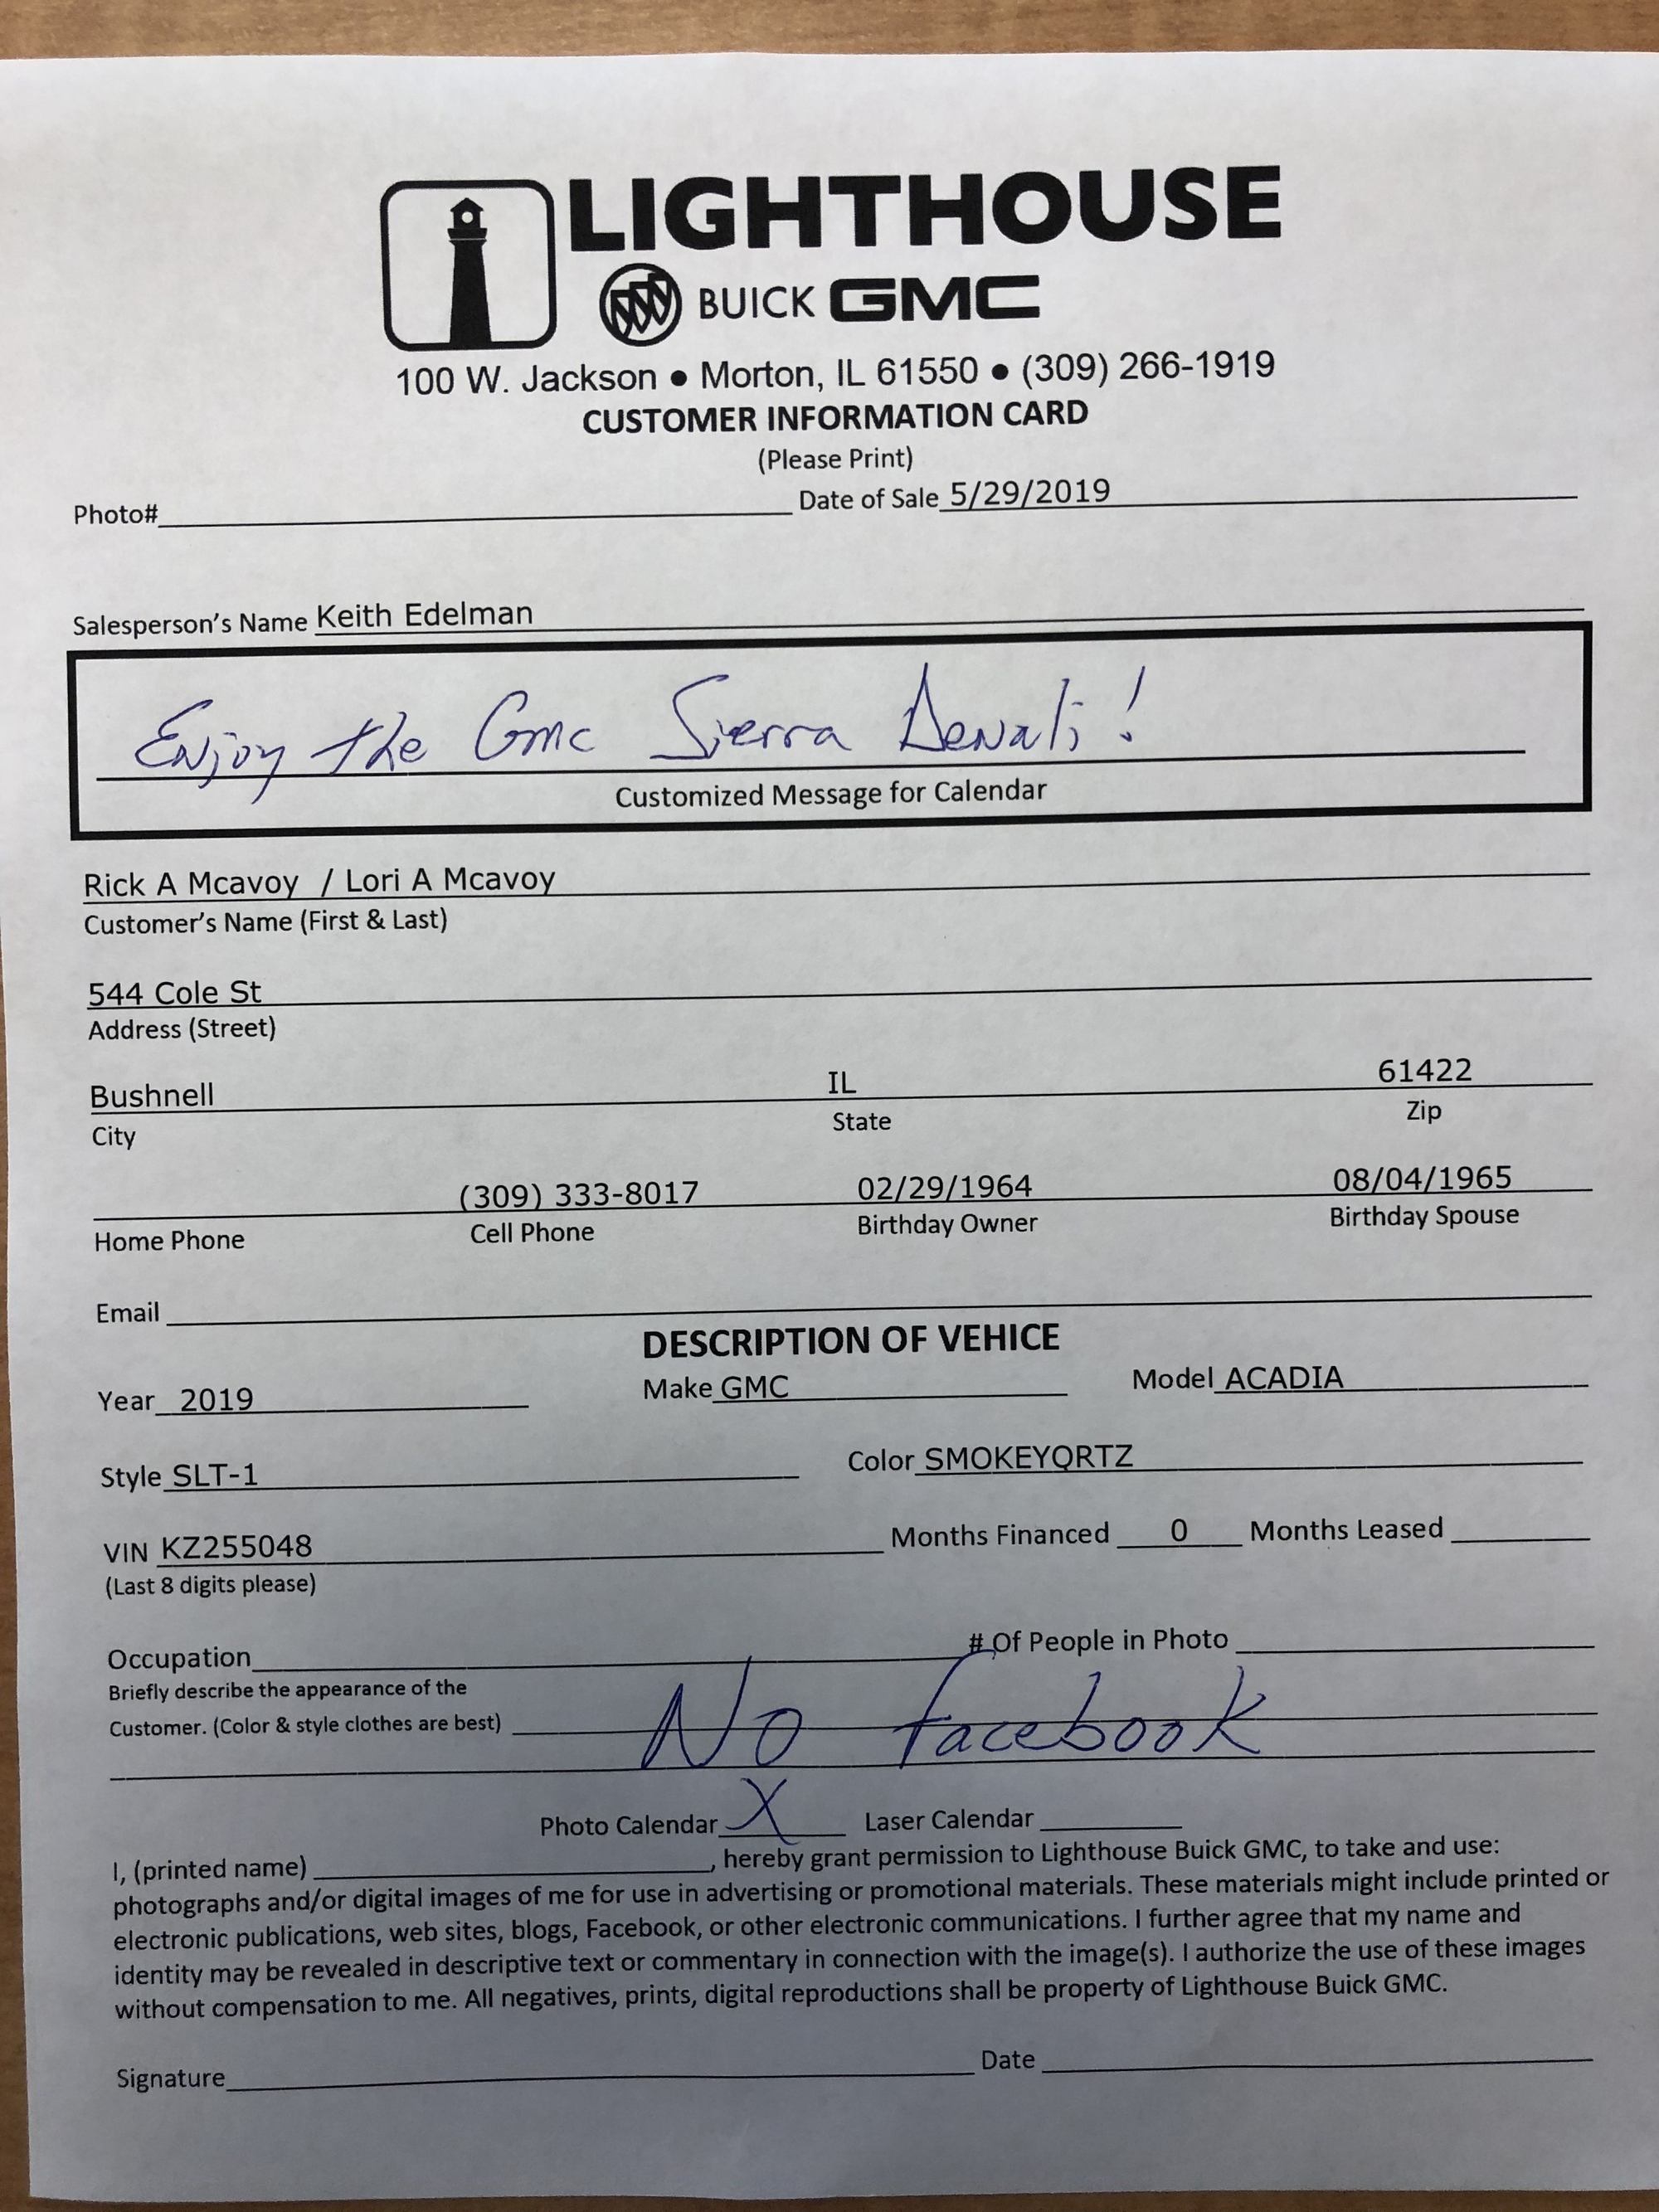 LIGHTHOUSE
BUICK GMC
100 W. Jackson ● Morton, IL 61550 ● (309) 266-1919
CUSTOMER INFORMATION CARD
(Please Print)
Photo# Date of Sale 5/29/2019
Salesperson's Name Keith Edelman
Enjoy the Gmc Sierra Denali!
Customized Message for Calendar
Rick A Mcavoy / Lori A Mcavoy
Customer's Name (First & Last)
544 Cole St
Address (Street)
Bushnell IL 61422
City State Zip
(309) 333-8017 02/29/1964 08/04/1965
Home Phone Cell Phone Birthday Owner Birthday Spouse
Email
DESCRIPTION OF VEHICE
Year 2019 Make GMC Model ACADIA
Style SLT-1 Color SMOKEYQRTZ
VIN KZ255048 Months Financed 0 Months Leased
(Last 8 digits please)
Occupation # Of People in Photo
Briefly describe the appearance of the
Customer. (Color & style clothes are best) No facebook
Photo Calendar X Laser Calendar
I, (printed name) , hereby grant permission to Lighthouse Buick GMC, to take and use:
photographs and/or digital images of me for use in advertising or promotional materials. These materials might include printed or
electronic publications, web sites, blogs, Facebook, or other electronic communications. I further agree that my name and
identity may be revealed in descriptive text or commentary in connection with the image(s). I authorize the use of these images
without compensation to me. All negatives, prints, digital reproductions shall be property of Lighthouse Buick GMC.
Signature Date